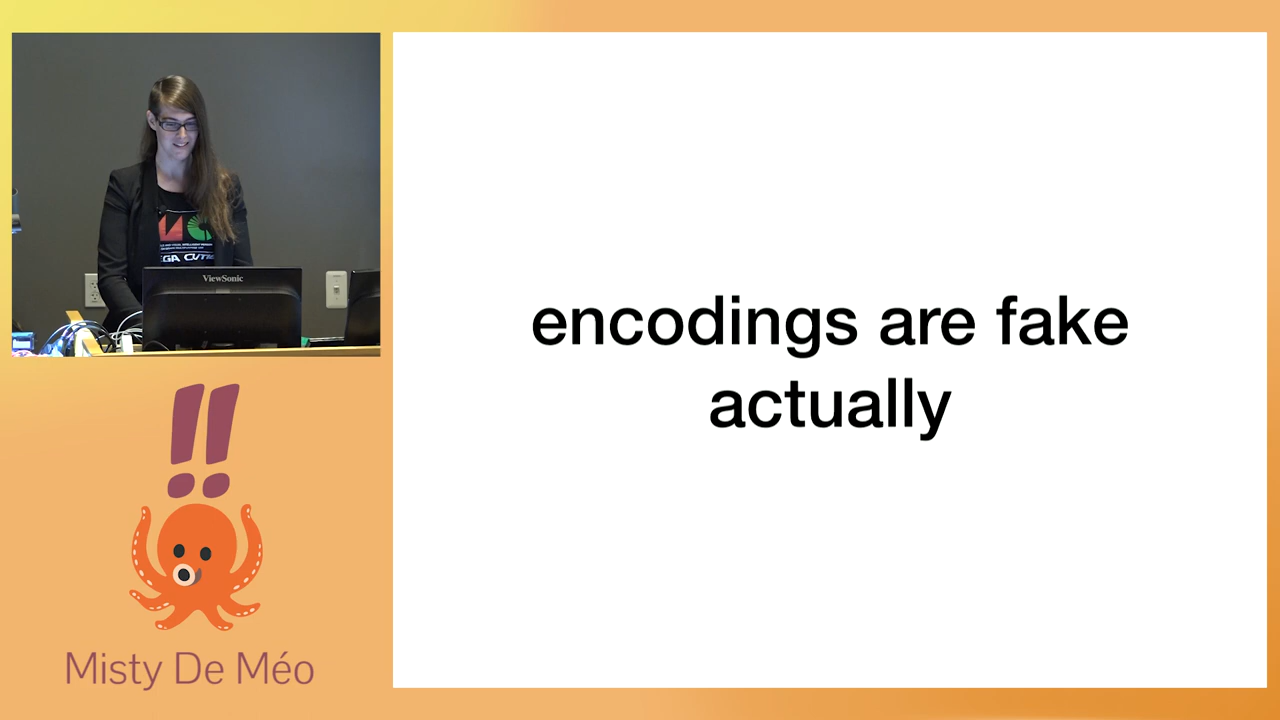 ViewSonic
!!
Misty De Méo
encodings are fake
actually